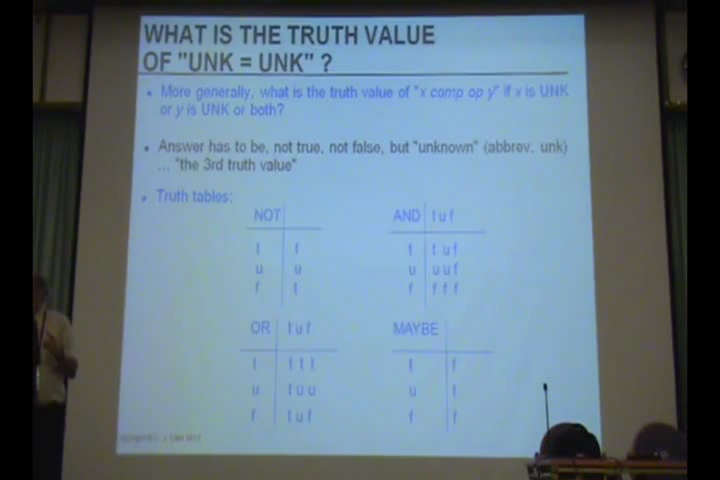 WHAT IS THE TRUTH VALUE
OF "UNK = UNK" ?
• More generally, what is the truth value of "x comp op y" if x is UNK
or y is UNK or both?
• Answer has to be, not true, not false, but "unknown" (abbrev. unk)
... "the 3rd truth value"
• Truth tables:
NOT
t f
u u
f t
AND t u f
t t u f
u u u f
f f f f
OR t u f
t t t t
u t u u
f t u f
MAYBE
t f
u t
f f